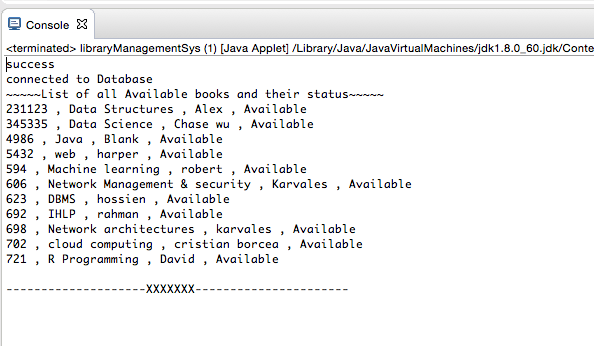 Console
<terminated> libraryManagementSys (1) [Java Applet] /Library/Java/JavaVirtualMachines/jdk1.8.0_60.jdk/Conte
success
connected to Database
~~~~~List of all Available books and their status~~~~~
231123 , Data Structures , Alex , Available
345335 , Data Science , Chase wu , Available
4986 , Java , Blank , Available
5432 , web , harper , Available
594 , Machine learning , robert , Available
606 , Network Management & security , Karvales , Available
623 , DBMS , hossien , Available
692 , IHLP , rahman , Available
698 , Network architectures , karvales , Available
702 , cloud computing , cristian borcea , Available
721 , R Programming , David , Available
--------------------XXXXXXX----------------------